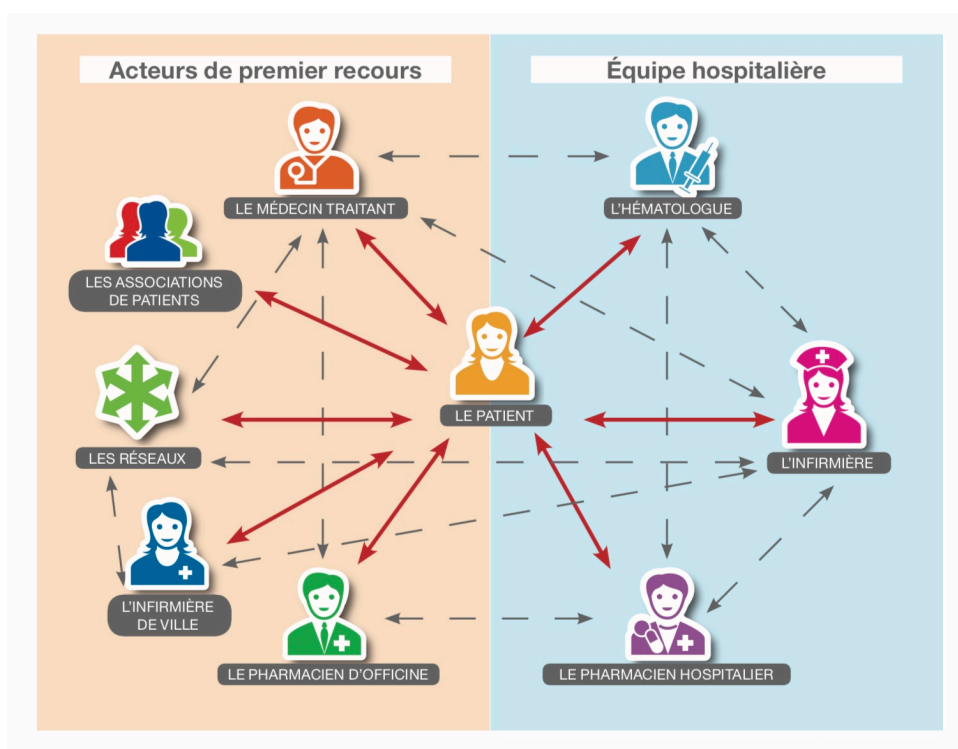 Acteurs de premier recours
Équipe hospitalière
LE MÉDECIN TRAITANT
L'HÉMATOLOGUE
LES ASSOCIATIONS
DE PATIENTS
LE PATIENT
LES RÉSEAUX
L'INFIRMIÈRE
L'INFIRMIÈRE
DE VILLE
LE PHARMACIEN D'OFFICINE
LE PHARMACIEN HOSPITALIER